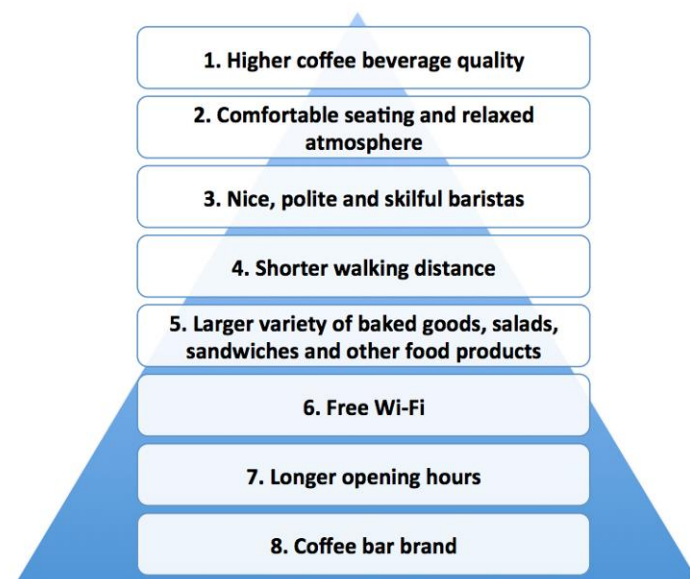 1. Higher coffee beverage quality
2. Comfortable seating and relaxed
atmosphere
3. Nice, polite and skilful baristas
4. Shorter walking distance
5. Larger variety of baked goods, salads,
sandwiches and other food products
6. Free Wi-Fi
7. Longer opening hours
8. Coffee bar brand